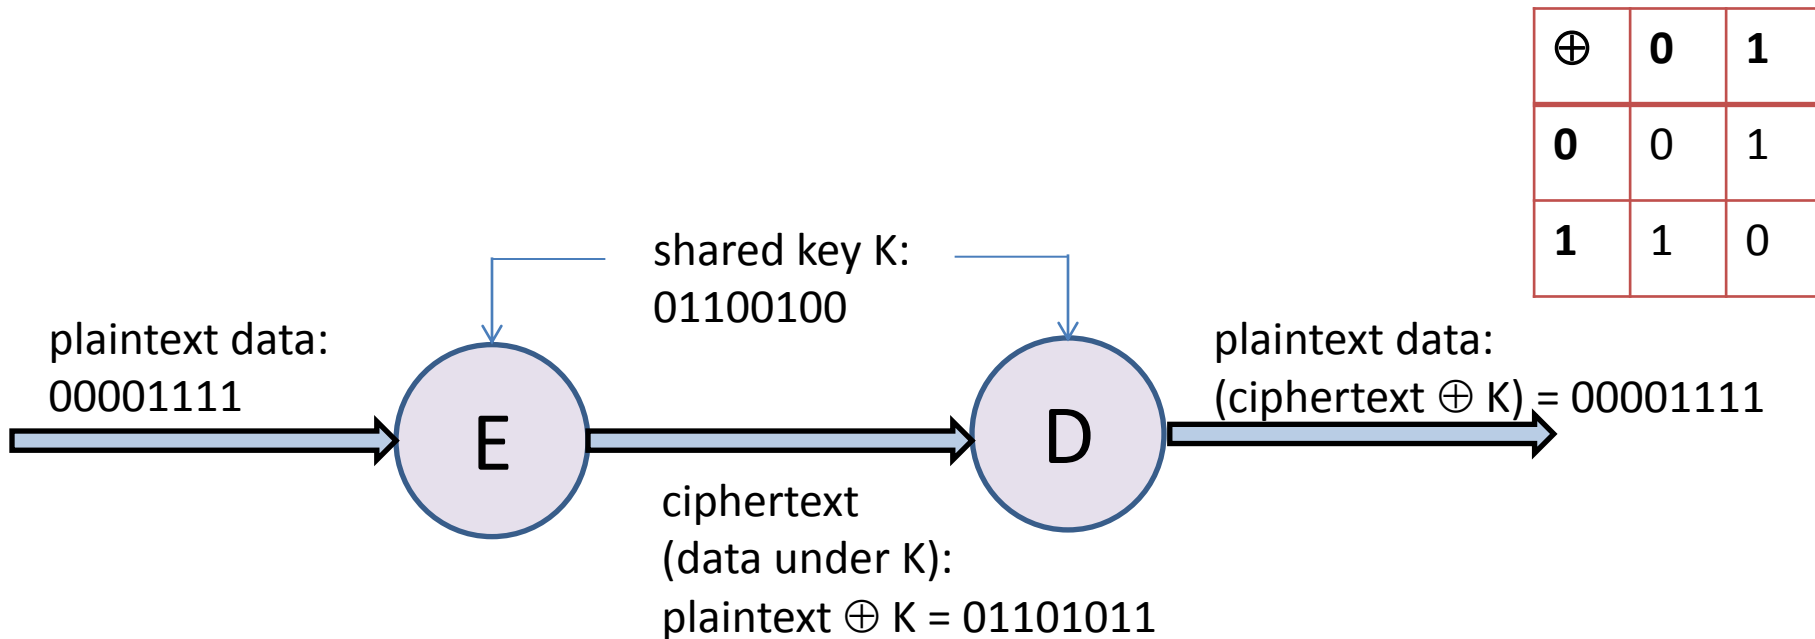 ⊕ 0 1
0 0 1
1 1 0
shared key K:
01100100
plaintext data:
00001111
plaintext data:
(ciphertext ⊕ K) = 00001111
E
D
ciphertext
(data under K):
plaintext ⊕ K = 01101011